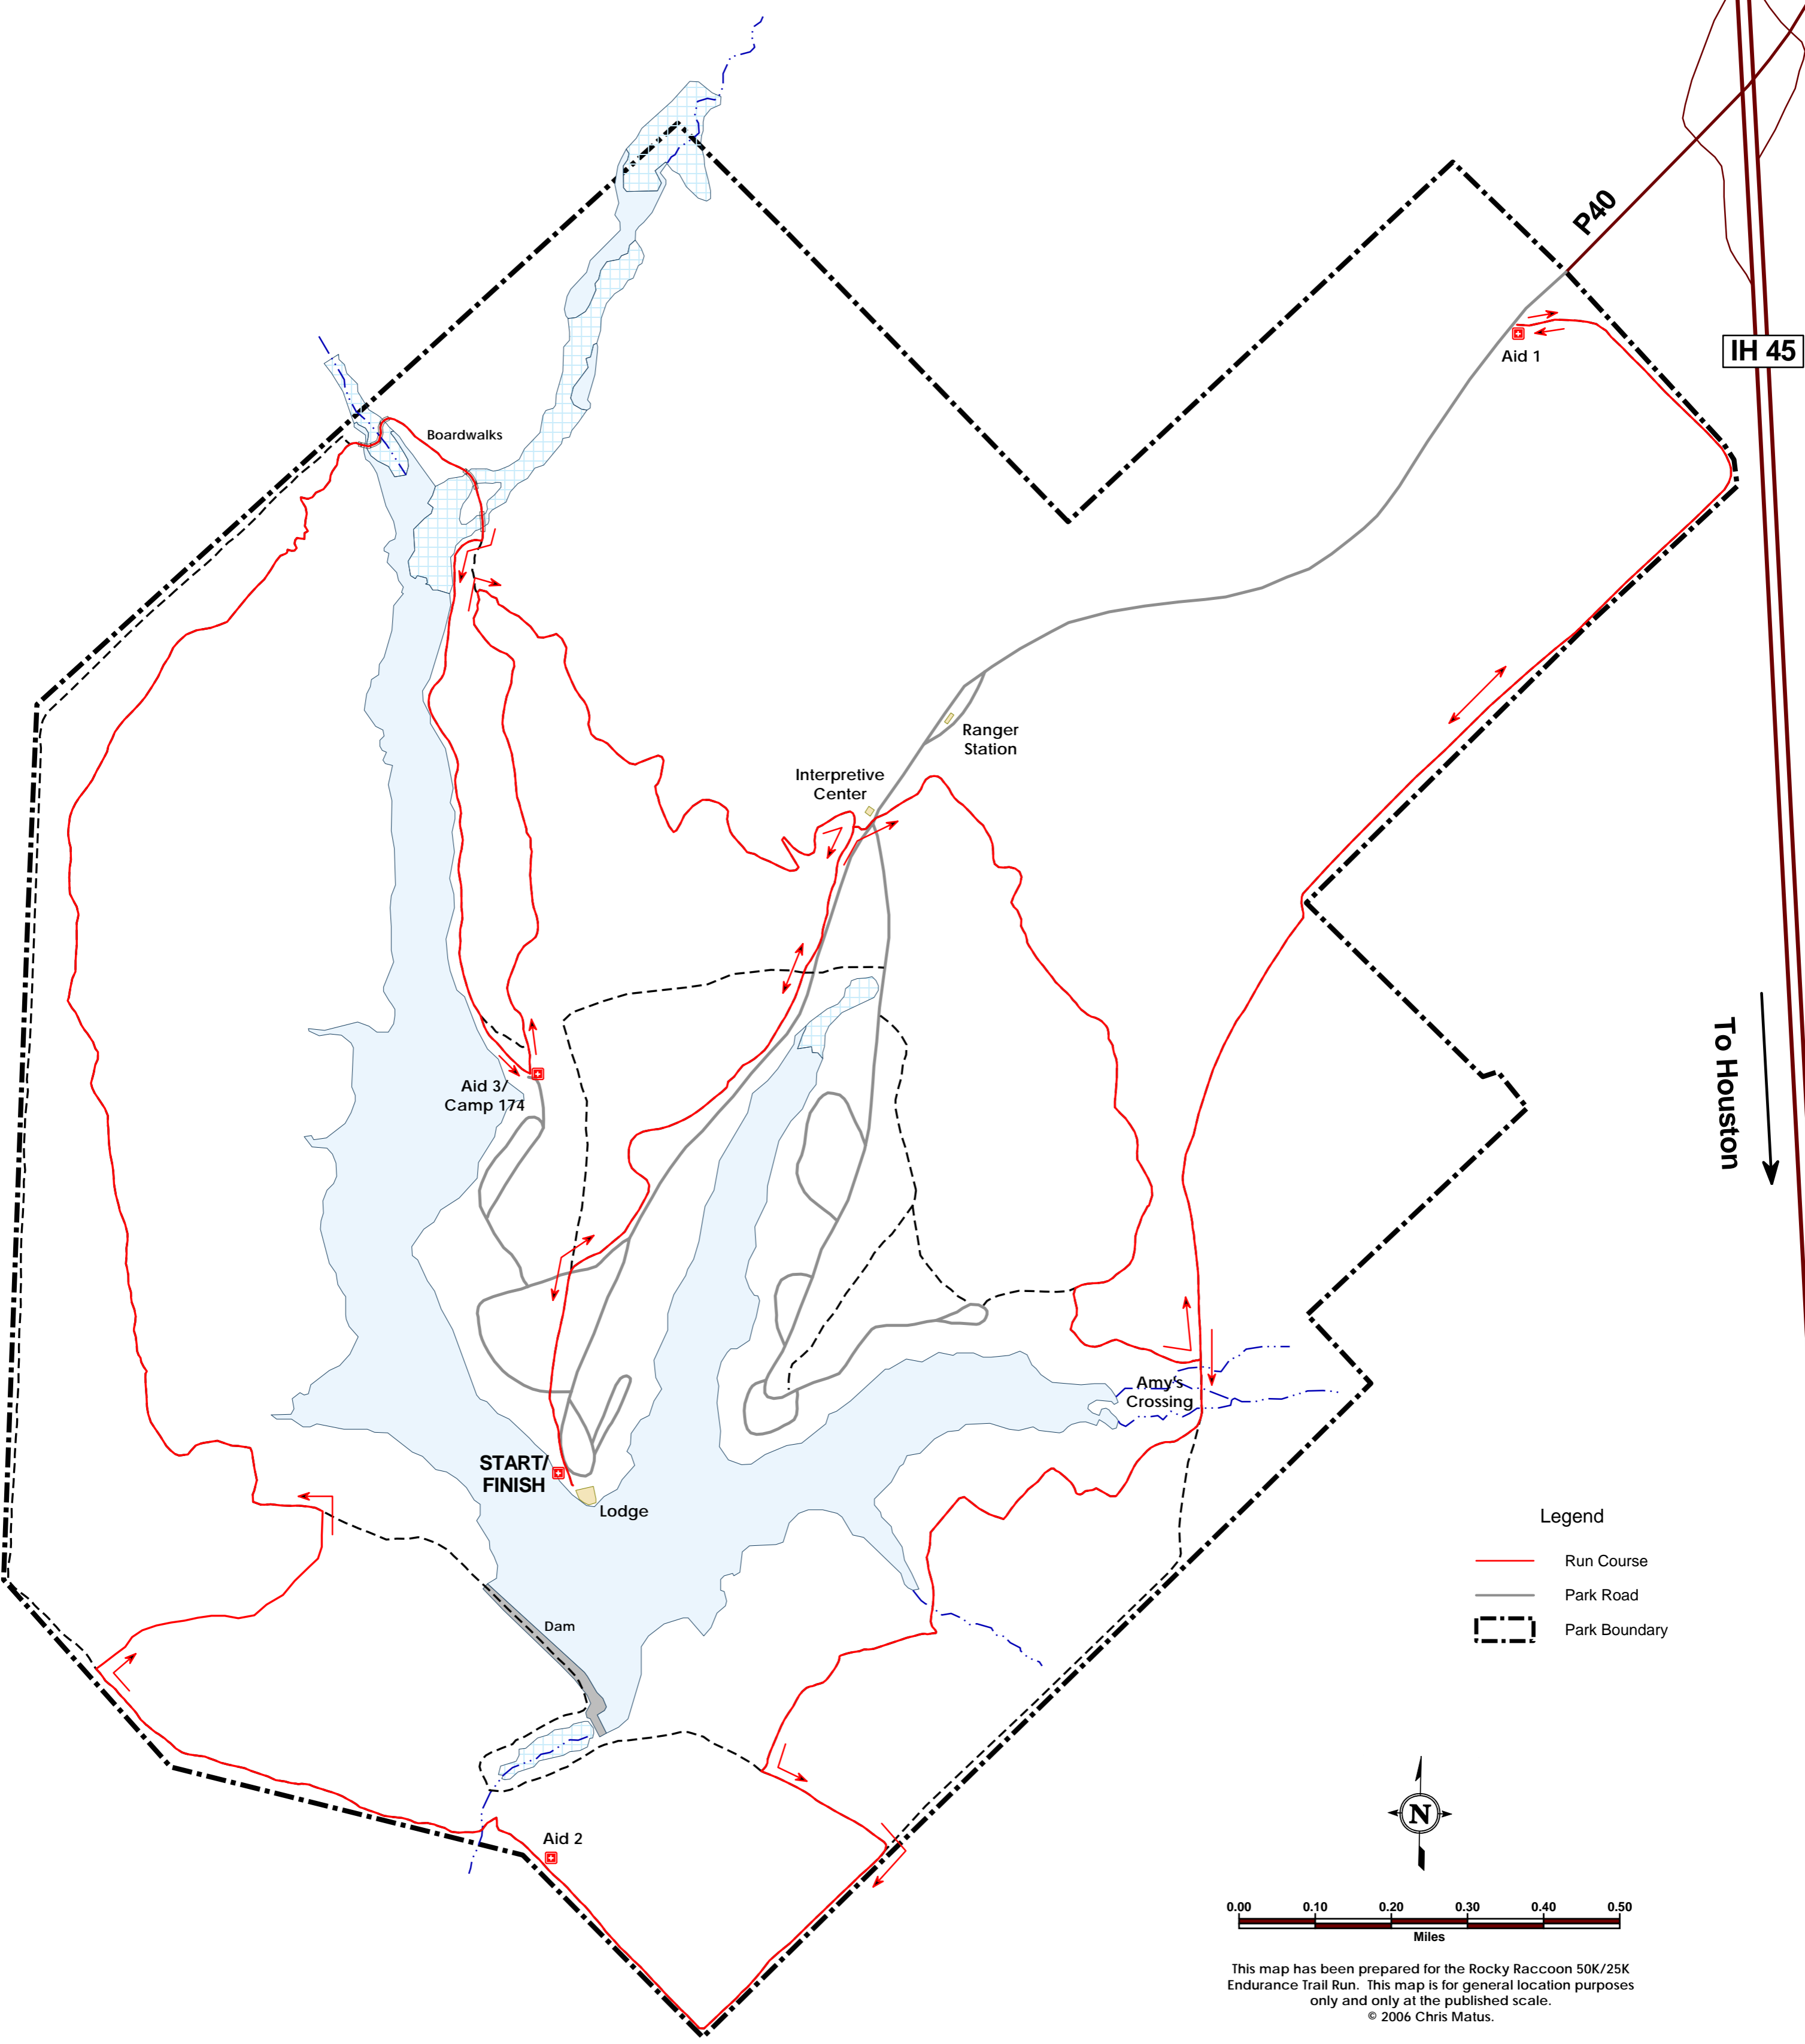 P40
IH 45
Aid 1
Boardwalks
Ranger
Station
Interpretive
Center
To Houston
Aid 3/
Camp 174
Amy's
Crossing
START/
FINISH
Lodge
Dam
Aid 2
Legend
Run Course
Park Road
Park Boundary
N
0.00 0.10 0.20 0.30 0.40 0.50
Miles
This map has been prepared for the Rocky Raccoon 50K/25K
Endurance Trail Run. This map is for general location purposes
only and only at the published scale.
© 2006 Chris Matus.